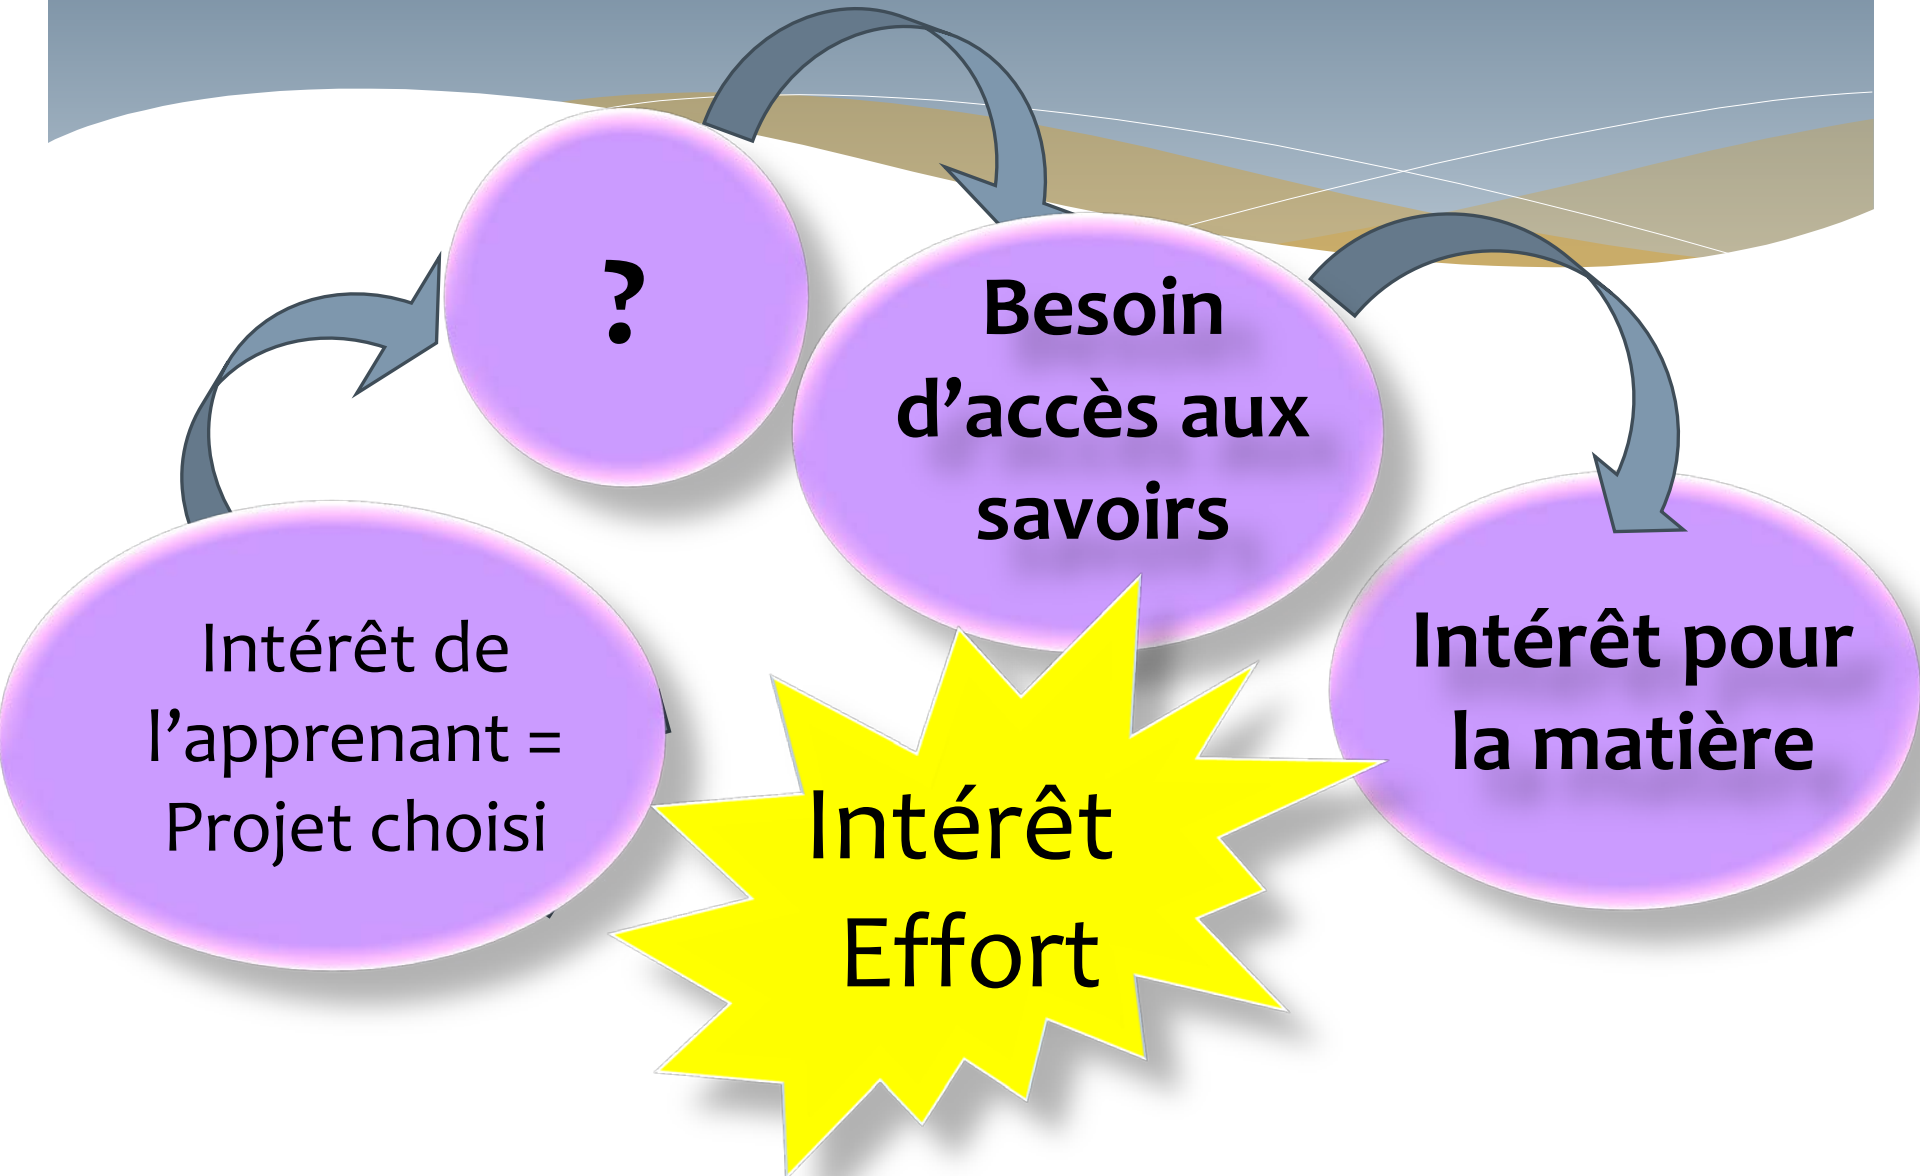 ?
Besoin
d’accès aux
savoirs
Intérêt de
l’apprenant =
Projet choisi
Intérêt pour
la matière
Intérêt
Effort